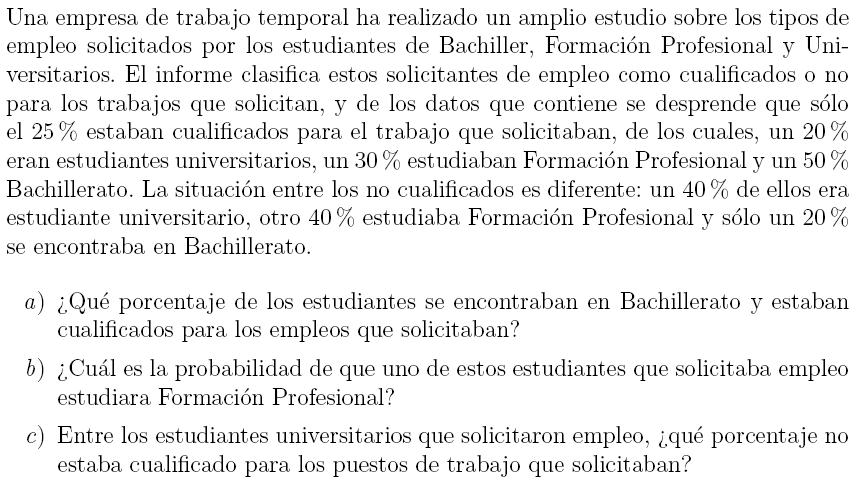 Una empresa de trabajo temporal ha realizado un amplio estudio sobre los tipos de
empleo solicitados por los estudiantes de Bachiller, Formación Profesional y Uni-
versitarios. El informe clasifica estos solicitantes de empleo como cualificados o no
para los trabajos que solicitan, y de los datos que contiene se desprende que sólo
el 25 % estaban cualificados para el trabajo que solicitaban, de los cuales, un 20 %
eran estudiantes universitarios, un 30 % estudiaban Formación Profesional y un 50 %
Bachillerato. La situación entre los no cualificados es diferente: un 40 % de ellos era
estudiante universitario, otro 40 % estudiaba Formación Profesional y sólo un 20 %
se encontraba en Bachillerato.
a) ¿Qué porcentaje de los estudiantes se encontraban en Bachillerato y estaban
cualificados para los empleos que solicitaban?
b) ¿Cuál es la probabilidad de que uno de estos estudiantes que solicitaba empleo
estudiara Formación Profesional?
c) Entre los estudiantes universitarios que solicitaron empleo, ¿qué porcentaje no
estaba cualificado para los puestos de trabajo que solicitaban?